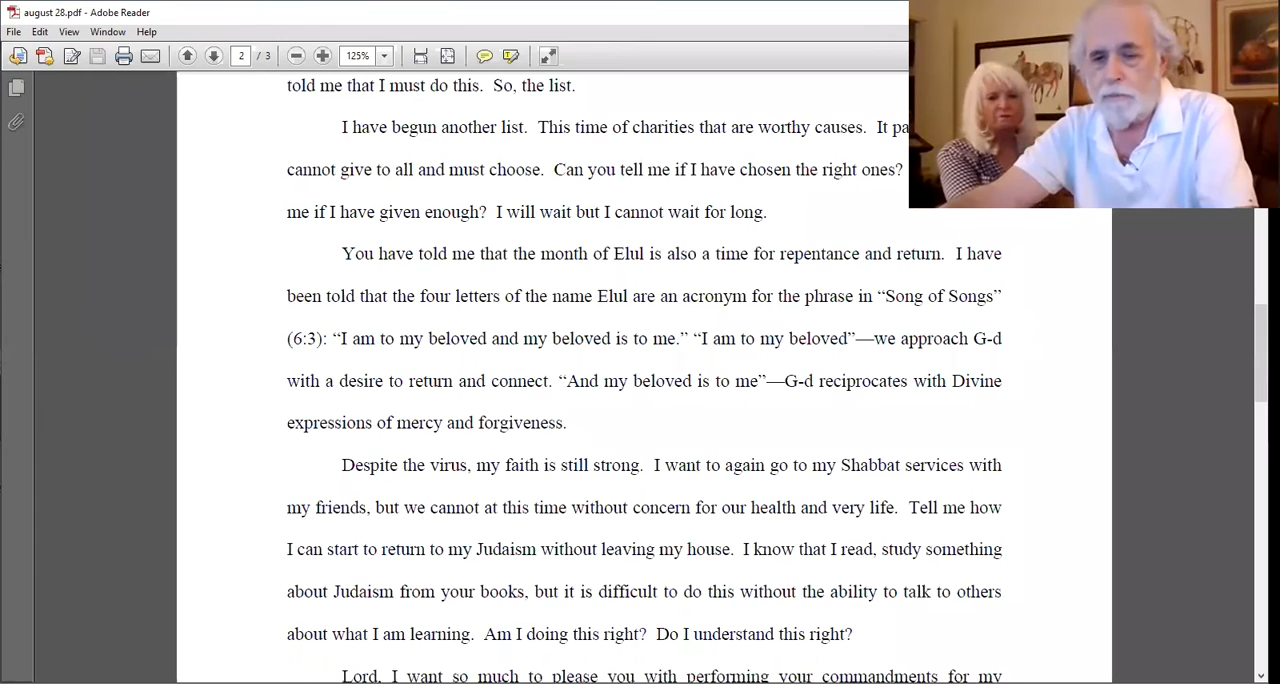 august 28.pdf - Adobe Reader
File Edit View Window Help
2 / 3 125%
told me that I must do this.  So, the list.
I have begun another list.  This time of charities that are worthy causes.  It
cannot give to all and must choose.  Can you tell me if I have chosen the right ones?
me if I have given enough?  I will wait but I cannot wait for long.
You have told me that the month of Elul is also a time for repentance and return.  I have
been told that the four letters of the name Elul are an acronym for the phrase in “Song of Songs”
(6:3): “I am to my beloved and my beloved is to me.” “I am to my beloved”—we approach G-d
with a desire to return and connect. “And my beloved is to me”—G-d reciprocates with Divine
expressions of mercy and forgiveness.
Despite the virus, my faith is still strong.  I want to again go to my Shabbat services with
my friends, but we cannot at this time without concern for our health and very life.  Tell me how
I can start to return to my Judaism without leaving my house.  I know that I read, study something
about Judaism from your books, but it is difficult to do this without the ability to talk to others
about what I am learning.  Am I doing this right?  Do I understand this right?
Lord, I want so much to please you with performing your commandments for my